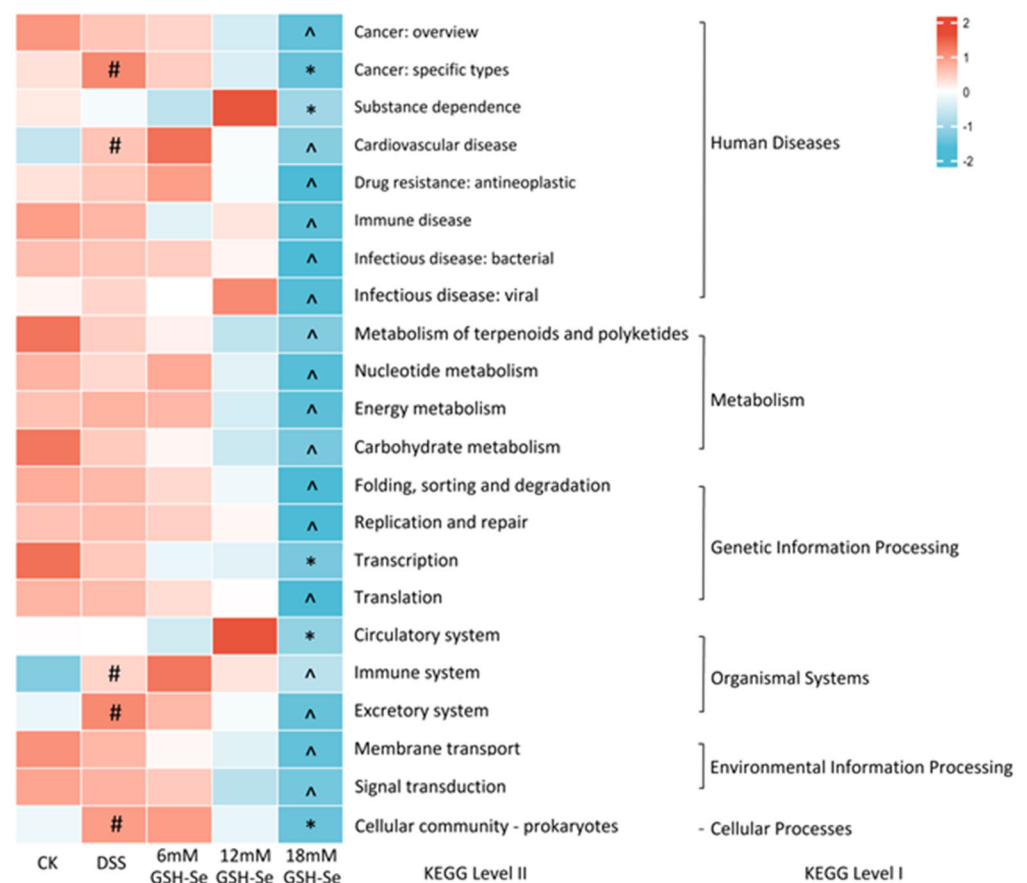 ^ Cancer: overview
# * Cancer: specific types
* Substance dependence
# ^ Cardiovascular disease
^ Drug resistance: antineoplastic
^ Immune disease
^ Infectious disease: bacterial
^ Infectious disease: viral
^ Metabolism of terpenoids and polyketides
^ Nucleotide metabolism
^ Energy metabolism
^ Carbohydrate metabolism
^ Folding, sorting and degradation
^ Replication and repair
* Transcription
^ Translation
* Circulatory system
# ^ Immune system
# ^ Excretory system
^ Membrane transport
^ Signal transduction
# * Cellular community - prokaryotes
Human Diseases
Metabolism
Genetic Information Processing
Organismal Systems
Environmental Information Processing
- Cellular Processes
2
1
0
-1
-2
CK DSS 6mM 12mM 18mM
GSH-Se GSH-Se GSH-Se
KEGG Level II KEGG Level I